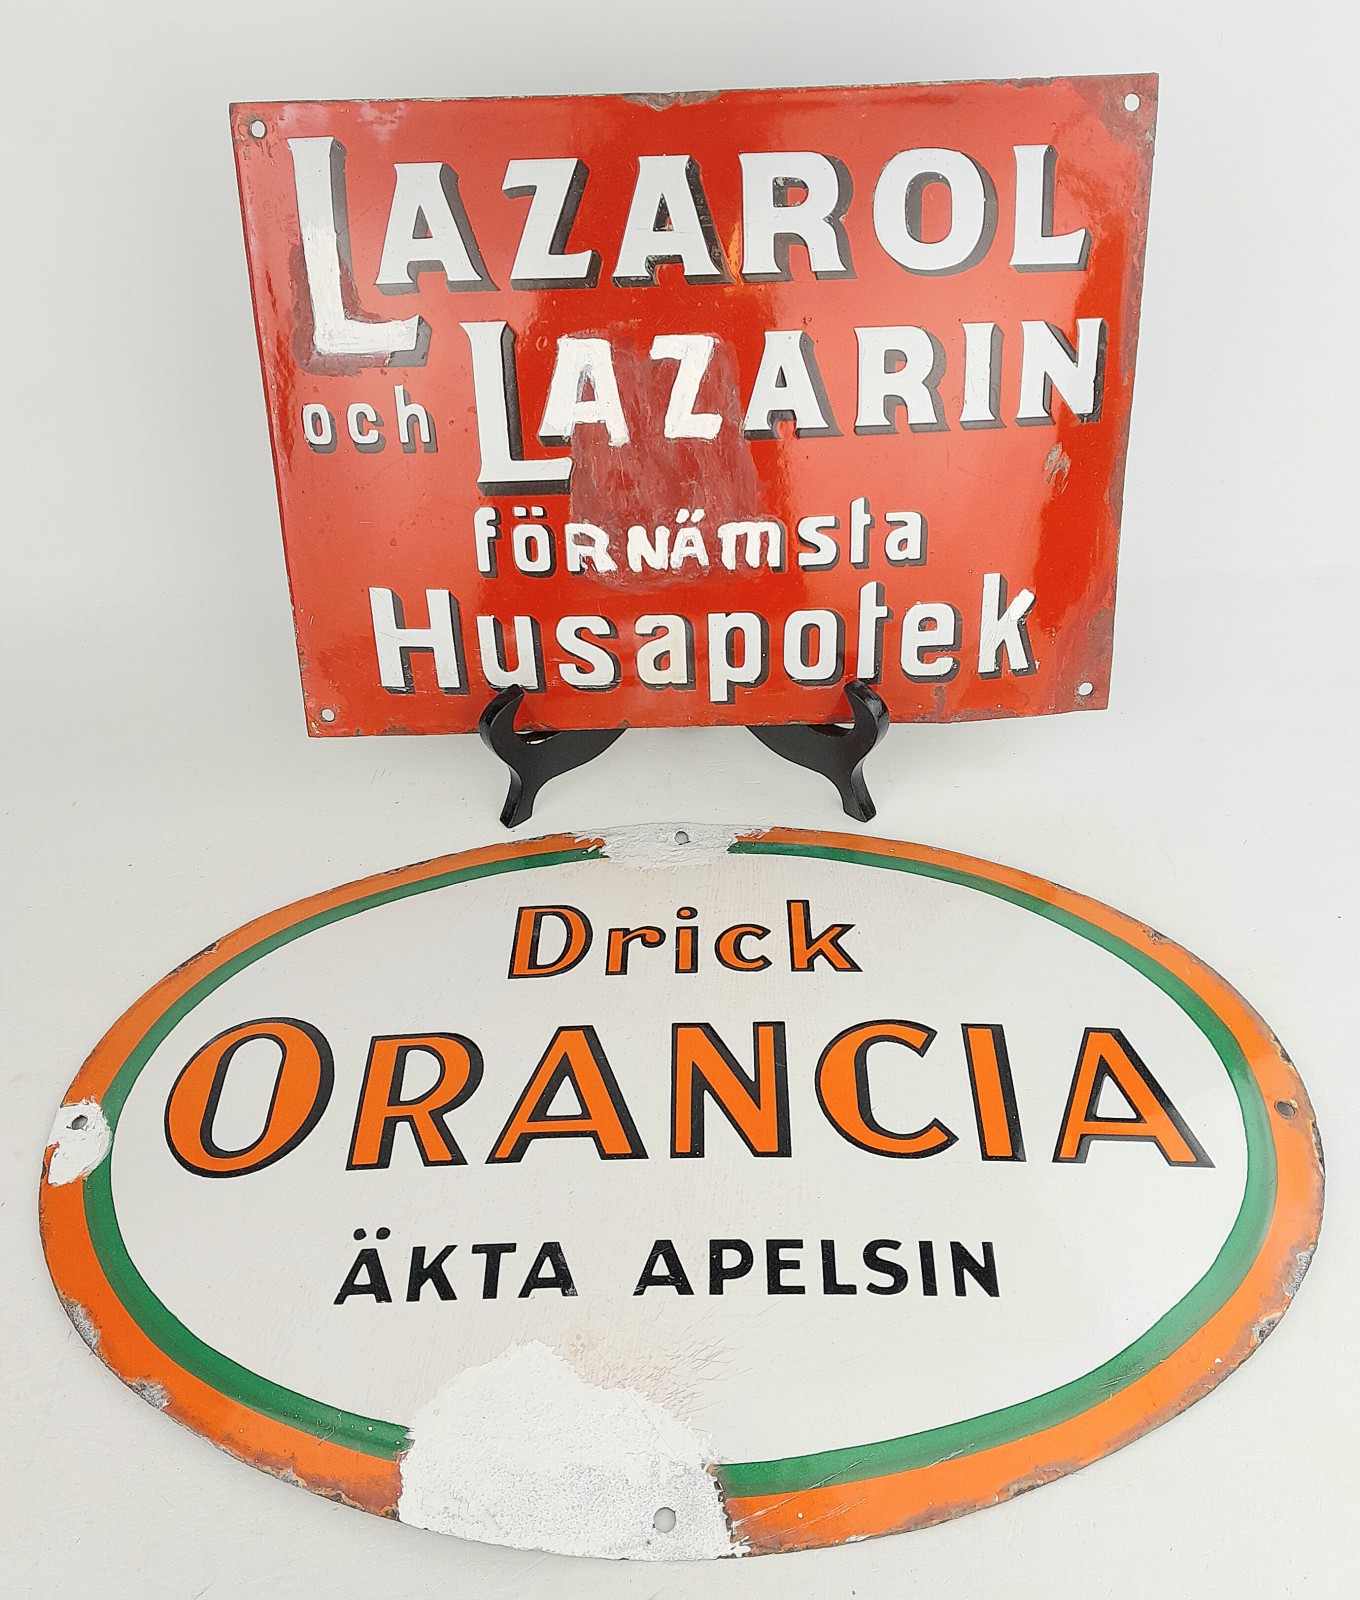 LAZAROL
och LAZARIN
förnämsta
Husapotek
Drick
ORANCIA
ÄKTA APELSIN